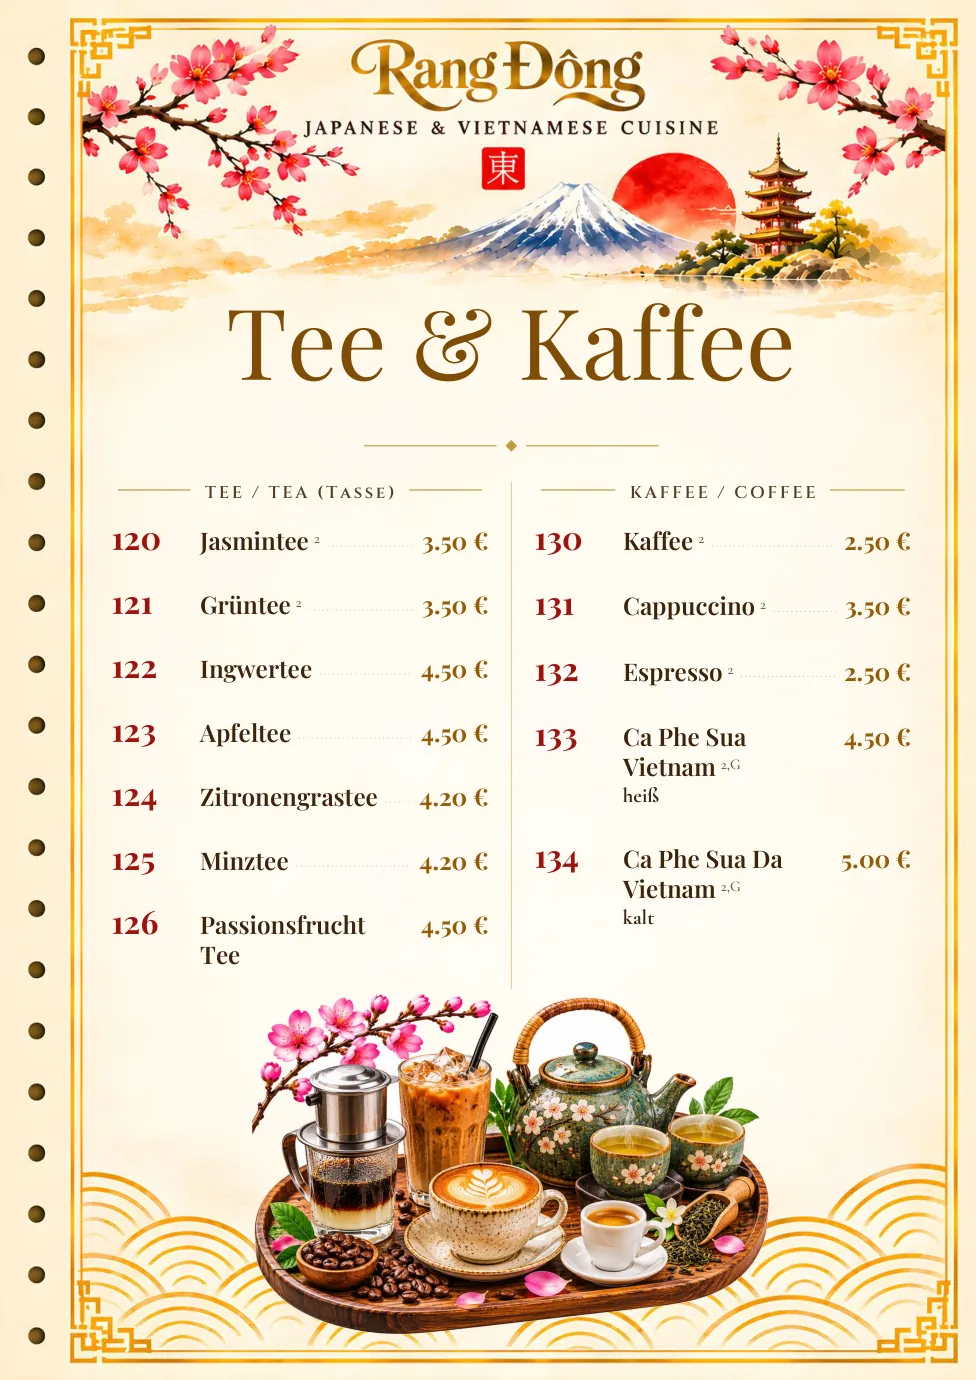 Rang Đông
JAPANESE & VIETNAMESE CUISINE
東
Tee & Kaffee
TEE / TEA (TASSE)
120 Jasmintee 2 3.50 €
121 Grüntee 2 3.50 €
122 Ingwertee 4.50 €
123 Apfeltee 4.50 €
124 Zitronengrastee 4.20 €
125 Minztee 4.20 €
126 Passionsfrucht 4.50 €
Tee
KAFFEE / COFFEE
130 Kaffee 2 2.50 €
131 Cappuccino 2 3.50 €
132 Espresso 2 2.50 €
133 Ca Phe Sua 4.50 €
Vietnam 2,G
heiß
134 Ca Phe Sua Da 5.00 €
Vietnam 2,G
kalt